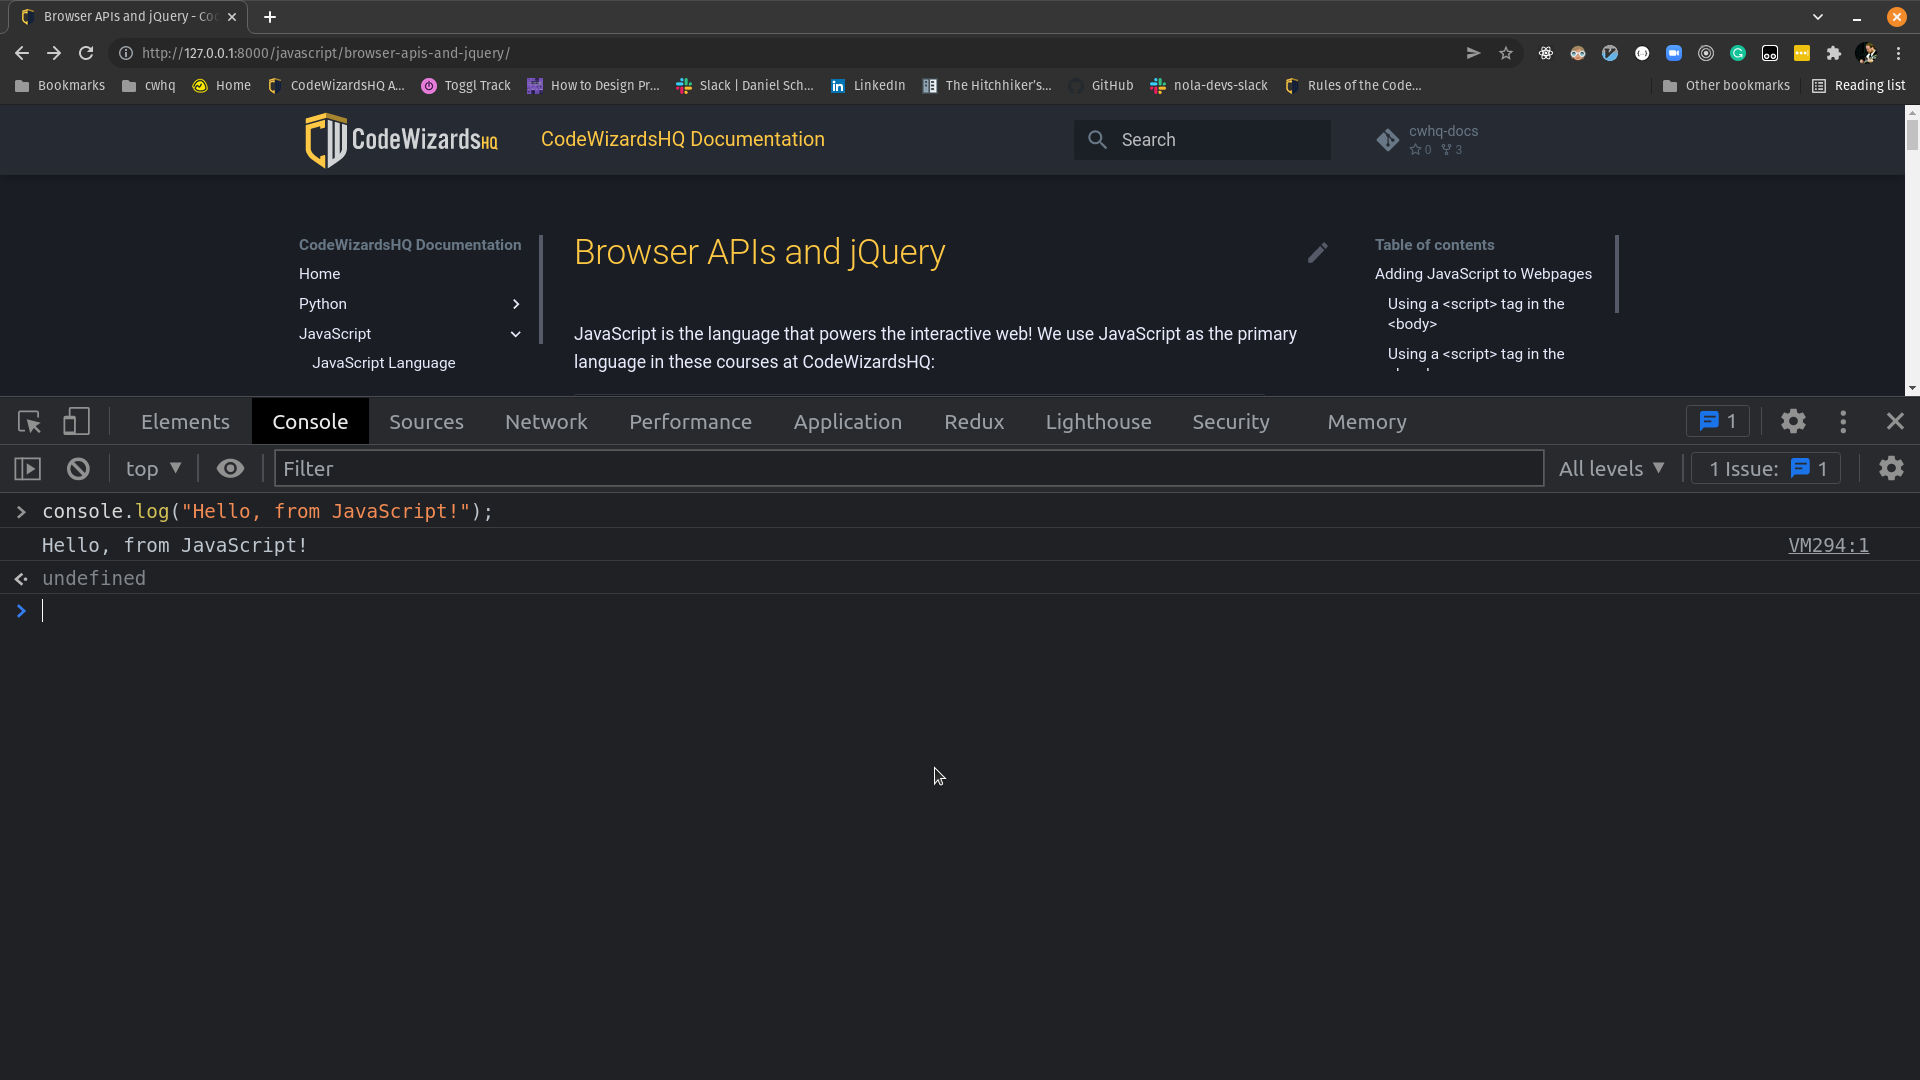 Browser APIs and jQuery - Co
http://127.0.0.1:8000/javascript/browser-apis-and-jquery/
Bookmarks cwhq Home CodeWizardsHQ A... Toggl Track How to Design Pr... Slack | Daniel Sch... LinkedIn The Hitchhiker's... GitHub nola-devs-slack Rules of the Code... Other bookmarks Reading list
CodeWizardsHQ CodeWizardsHQ Documentation Search cwhq-docs
0 3
CodeWizardsHQ Documentation
Home
Python
JavaScript
JavaScript Language
Browser APIs and jQuery
JavaScript is the language that powers the interactive web! We use JavaScript as the primary
language in these courses at CodeWizardsHQ:
Table of contents
Adding JavaScript to Webpages
Using a <script> tag in the
<body>
Using a <script> tag in the
Elements Console Sources Network Performance Application Redux Lighthouse Security Memory 1
top Filter All levels 1 Issue: 1
> console.log("Hello, from JavaScript!");
Hello, from JavaScript! VM294:1
undefined
>